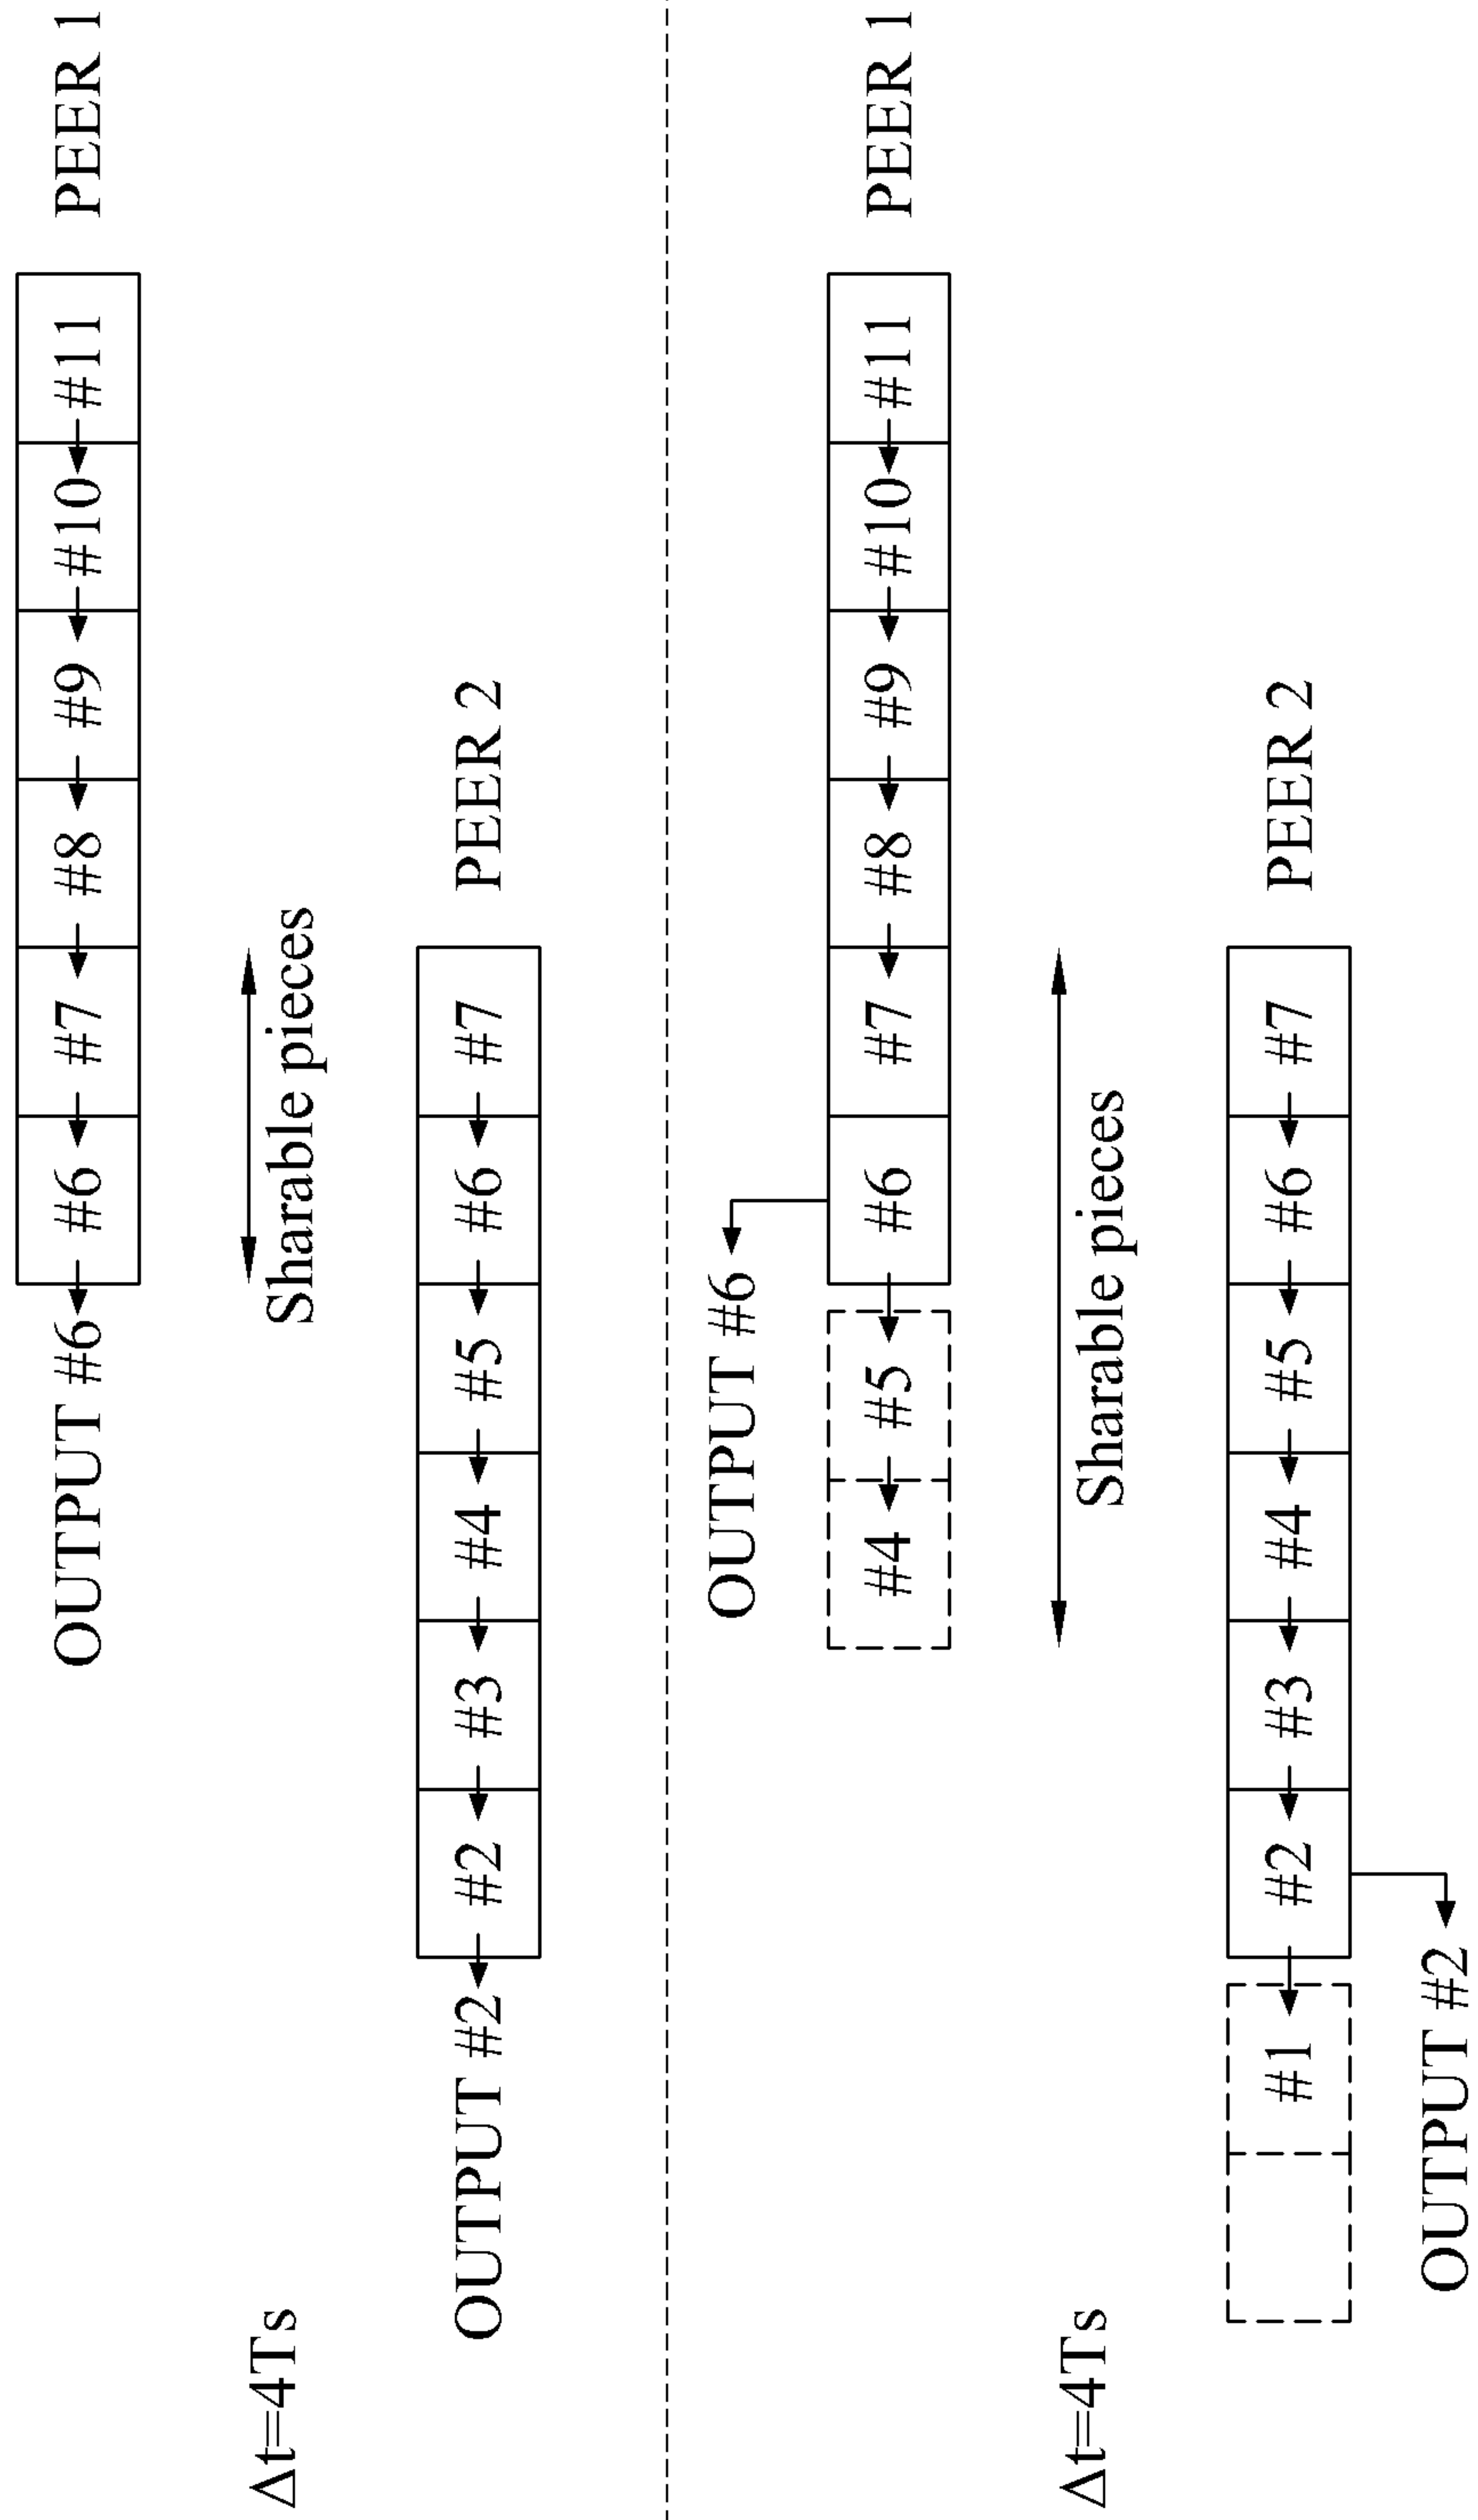 OUTPUT #6 #6 #7 #8 #9 #10 #11 PEER 1
Δt=4Ts
Sharable pieces
OUTPUT #2 #2 #3 #4 #5 #6 #7 PEER 2
OUTPUT #6
#4 #5 #6 #7 #8 #9 #10 #11 PEER 1
Δt=4Ts
Sharable pieces
#1 #2 #3 #4 #5 #6 #7 PEER 2
OUTPUT #2